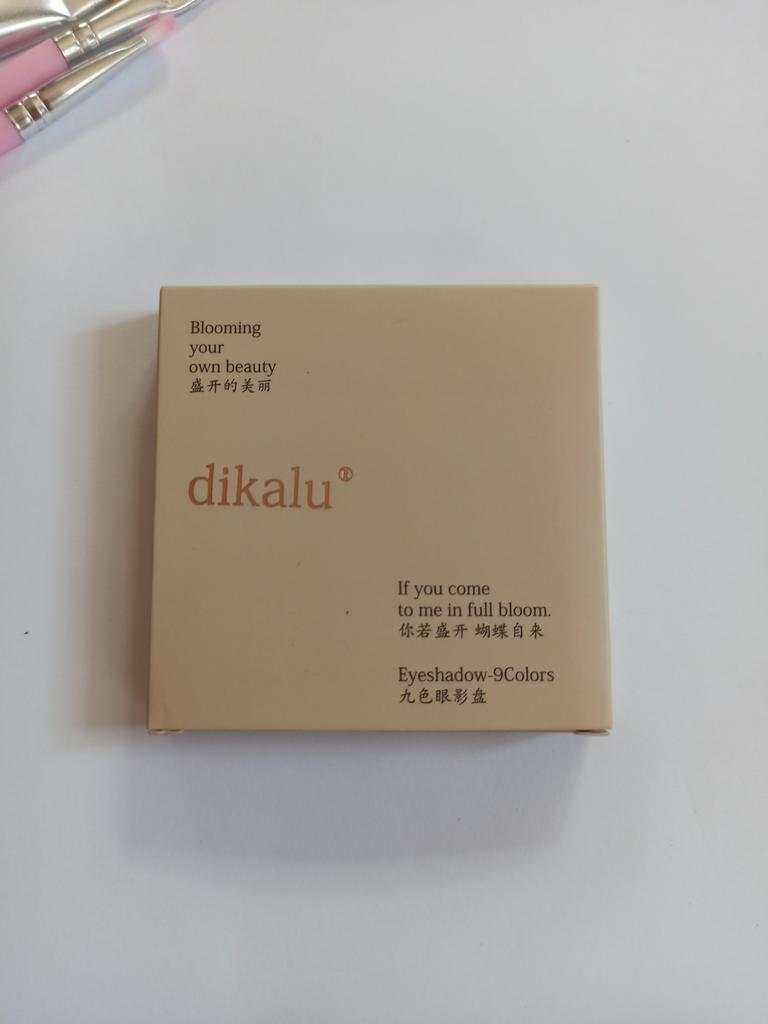 Blooming
your
own beauty
盛开的美丽
dikalu®
If you come
to me in full bloom.
你若盛开 蝴蝶自来
Eyeshadow-9Colors
九色眼影盘